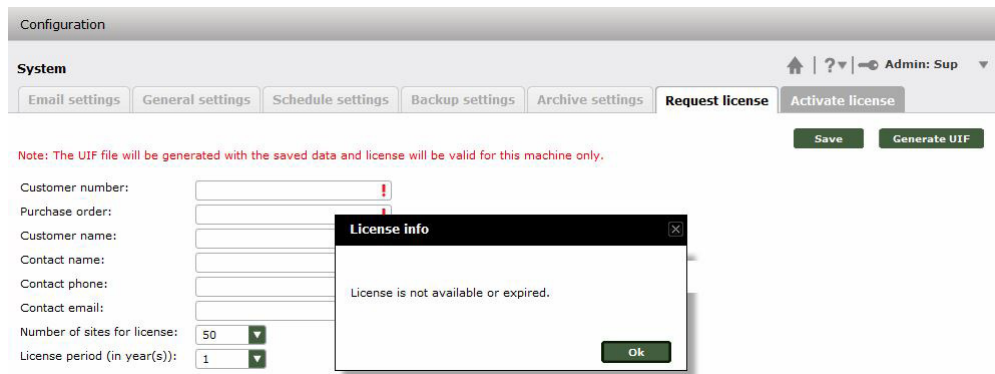 Configuration
System
? Admin: Sup
Email settings General settings Schedule settings Backup settings Archive settings Request license Activate license
Save Generate UIF
Note: The UIF file will be generated with the saved data and license will be valid for this machine only.
Customer number: !
Purchase order: !
Customer name:
Contact name:
Contact phone:
Contact email:
Number of sites for license: 50
License period (in year(s)): 1
License info
License is not available or expired.
Ok